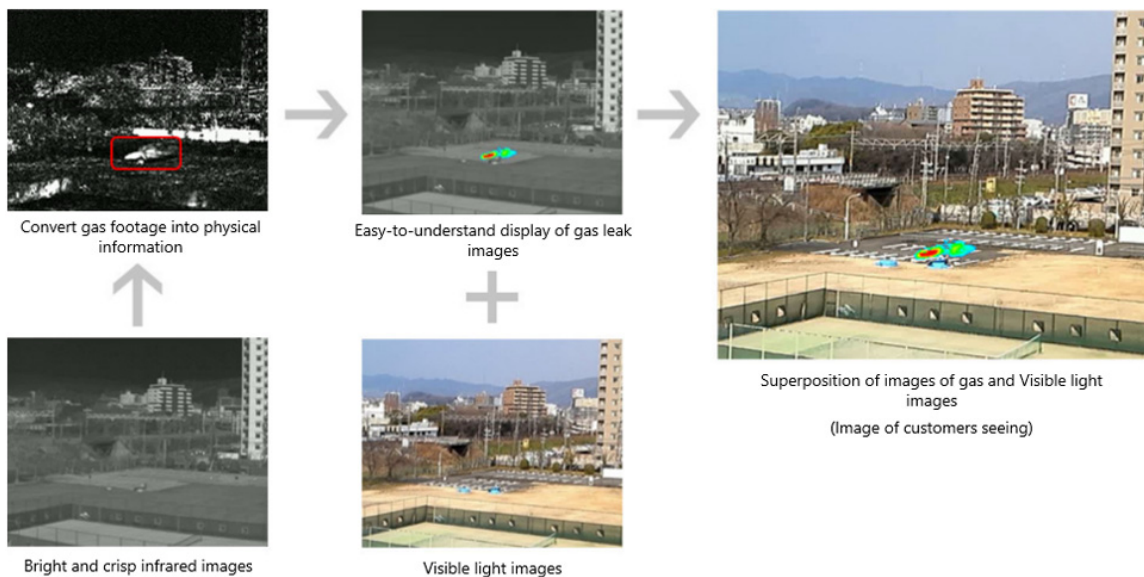 Convert gas footage into physical
information
Easy-to-understand display of gas leak
images
Superposition of images of gas and Visible light
images
(Image of customers seeing)
Bright and crisp infrared images
Visible light images